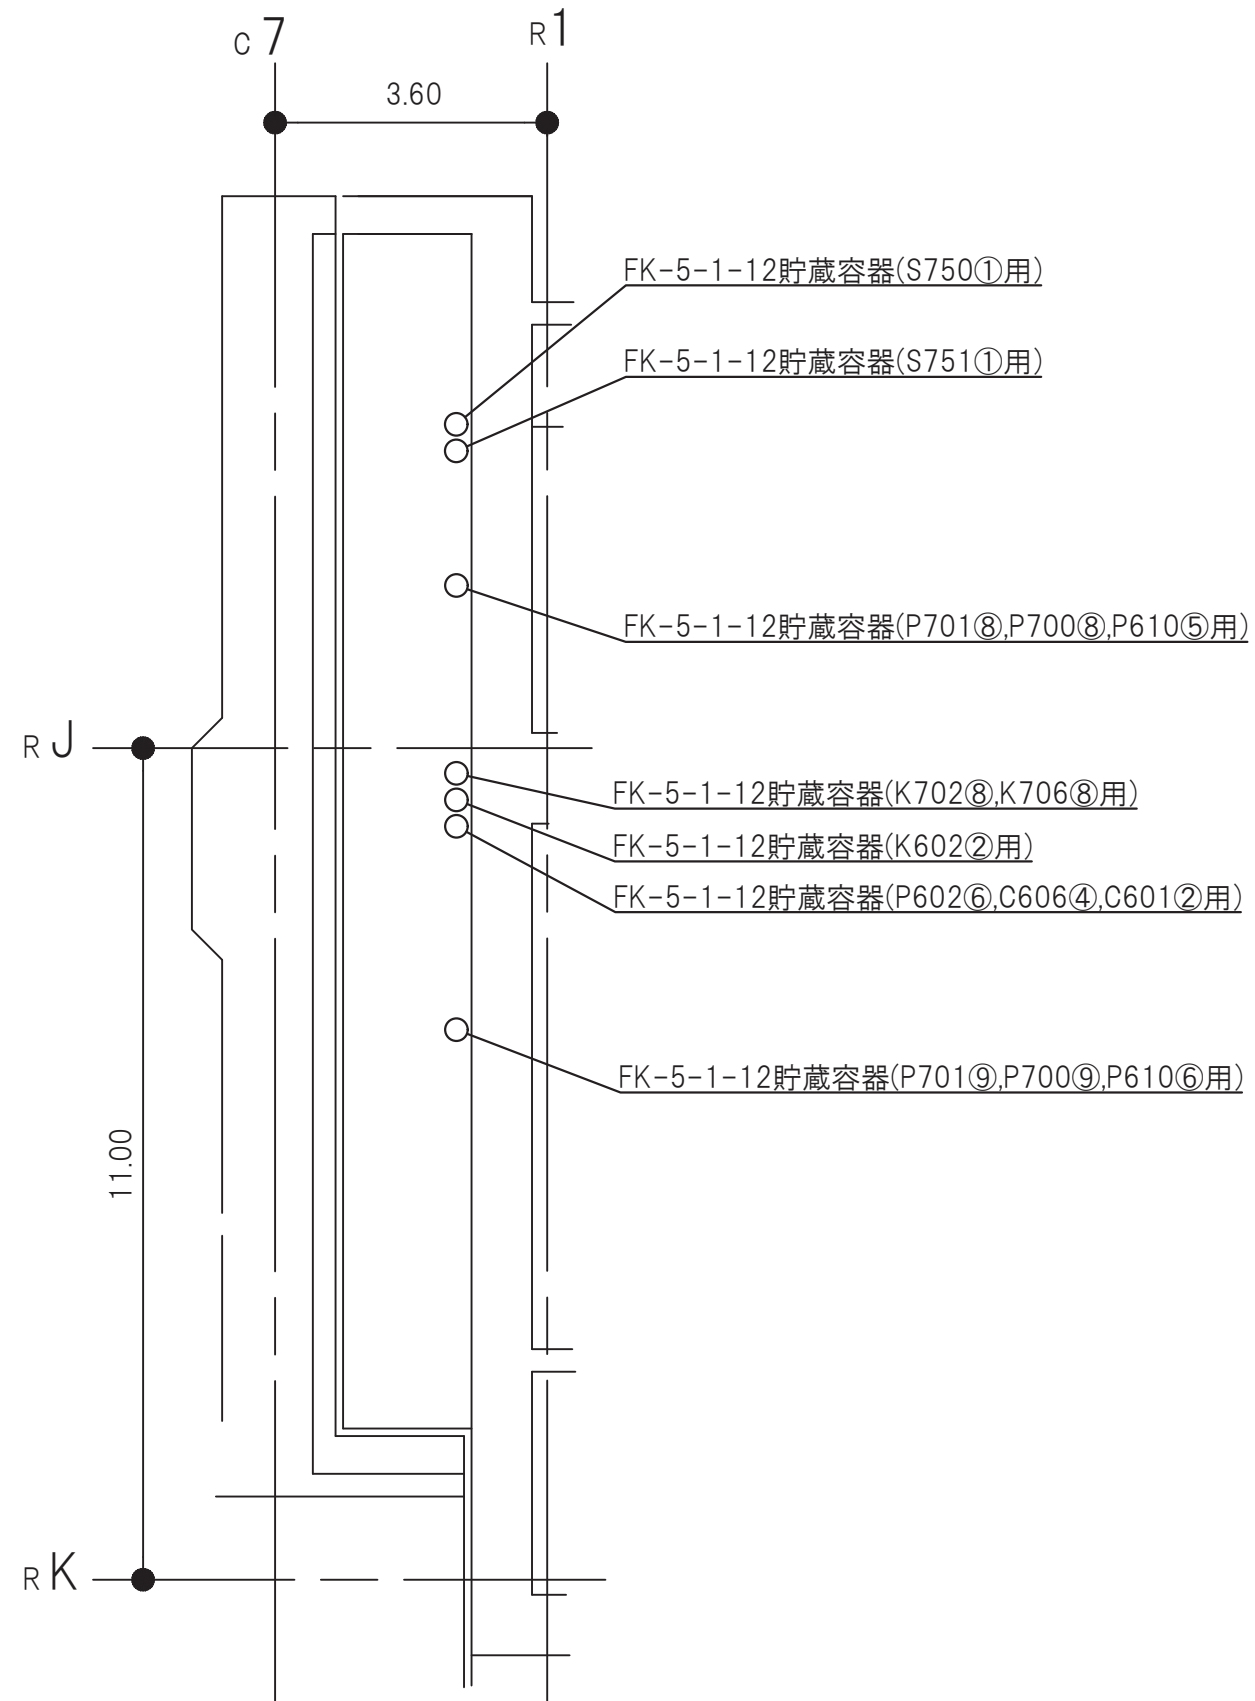 C7
R1
3.60
FK-5-1-12貯蔵容器(S750①用)
FK-5-1-12貯蔵容器(S751①用)
FK-5-1-12貯蔵容器(P701⑧,P700⑧,P610⑤用)
RJ
FK-5-1-12貯蔵容器(K702⑧,K706⑧用)
FK-5-1-12貯蔵容器(K602②用)
FK-5-1-12貯蔵容器(P602⑥,C606④,C601②用)
FK-5-1-12貯蔵容器(P701⑨,P700⑨,P610⑥用)
11.00
RK